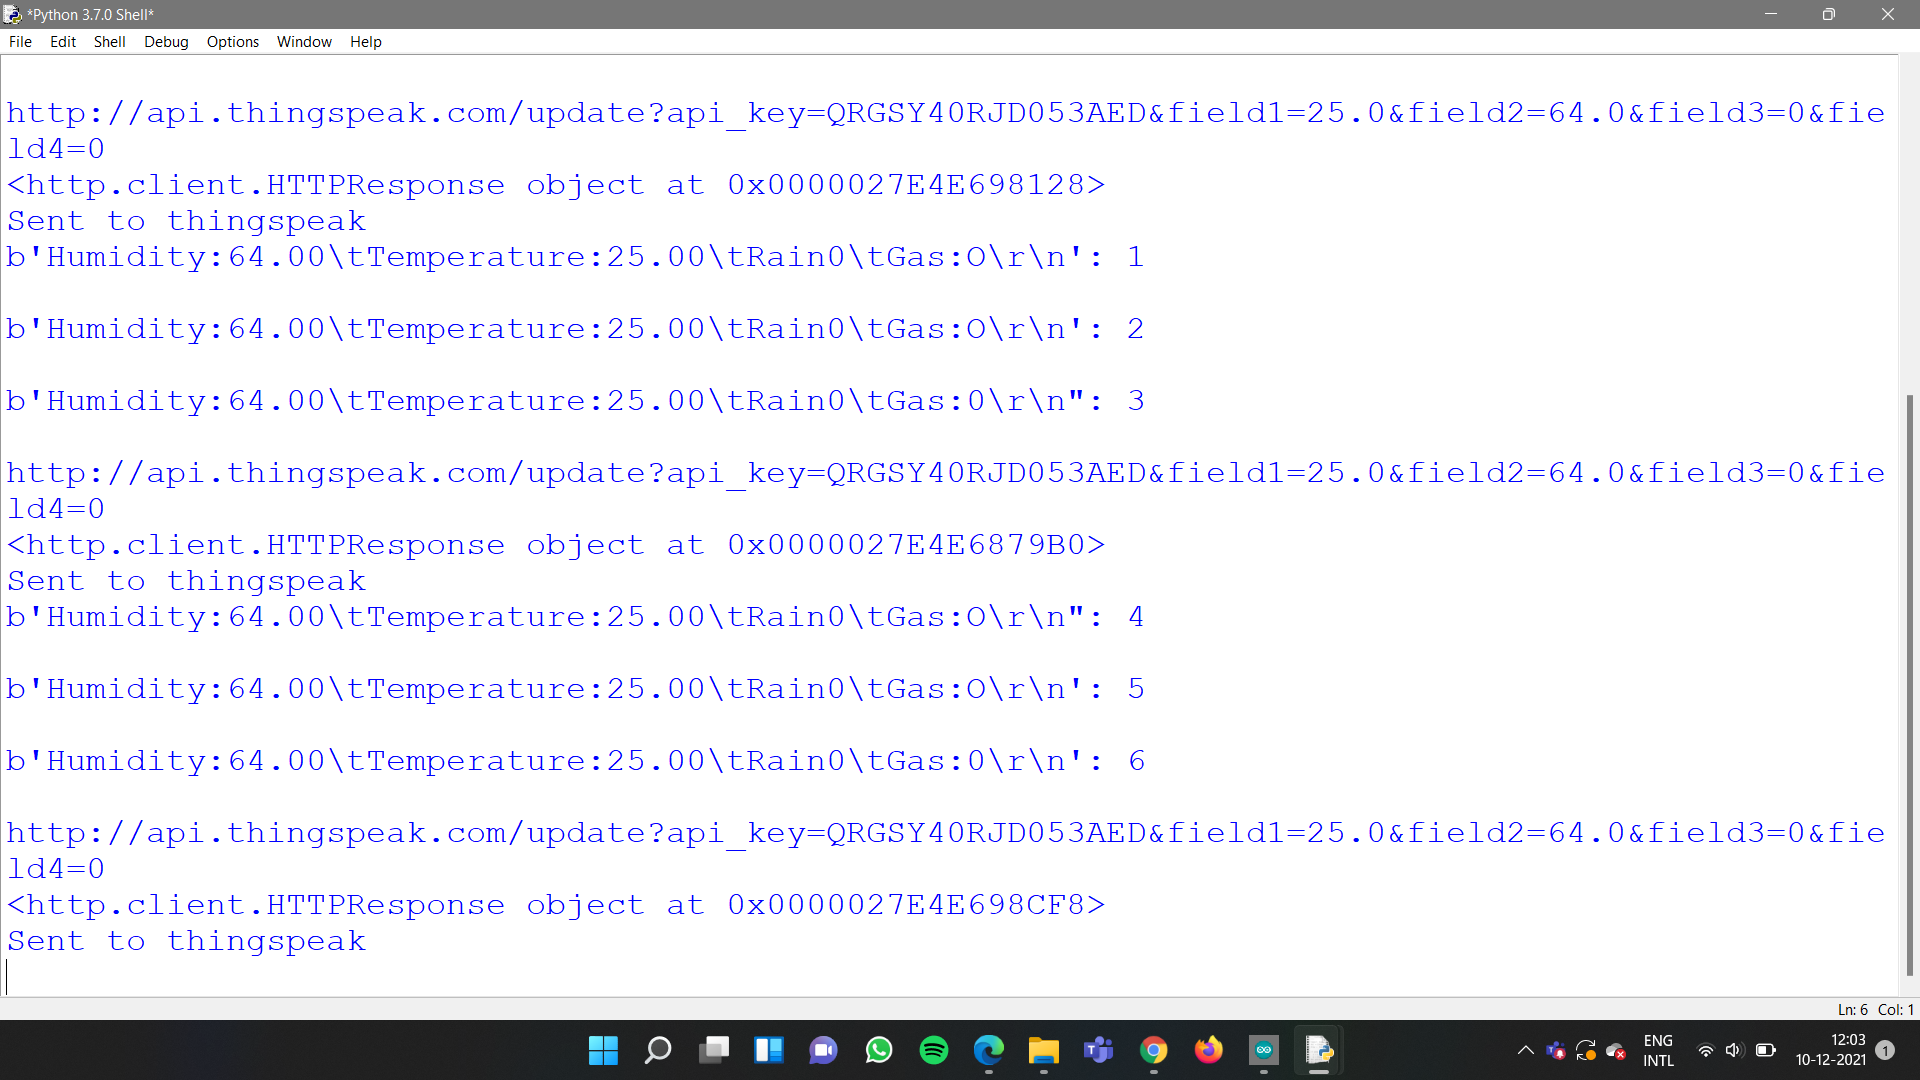 *Python 3.7.0 Shell*
File Edit Shell Debug Options Window Help
http://api.thingspeak.com/update?api_key=QRGSY40RJD053AED&field1=25.0&field2=64.0&field3=0&fie
ld4=0
<http.client.HTTPResponse object at 0x0000027E4E698128>
Sent to thingspeak
b'Humidity:64.00\tTemperature:25.00\tRain0\tGas:O\r\n': 1
b'Humidity:64.00\tTemperature:25.00\tRain0\tGas:O\r\n': 2
b'Humidity:64.00\tTemperature:25.00\tRain0\tGas:0\r\n": 3
http://api.thingspeak.com/update?api_key=QRGSY40RJD053AED&field1=25.0&field2=64.0&field3=0&fie
ld4=0
<http.client.HTTPResponse object at 0x0000027E4E6879B0>
Sent to thingspeak
b'Humidity:64.00\tTemperature:25.00\tRain0\tGas:O\r\n": 4
b'Humidity:64.00\tTemperature:25.00\tRain0\tGas:O\r\n': 5
b'Humidity:64.00\tTemperature:25.00\tRain0\tGas:0\r\n': 6
http://api.thingspeak.com/update?api_key=QRGSY40RJD053AED&field1=25.0&field2=64.0&field3=0&fie
ld4=0
<http.client.HTTPResponse object at 0x0000027E4E698CF8>
Sent to thingspeak
Ln: 6 Col: 1
ENG
INTL
12:03
10-12-2021
1